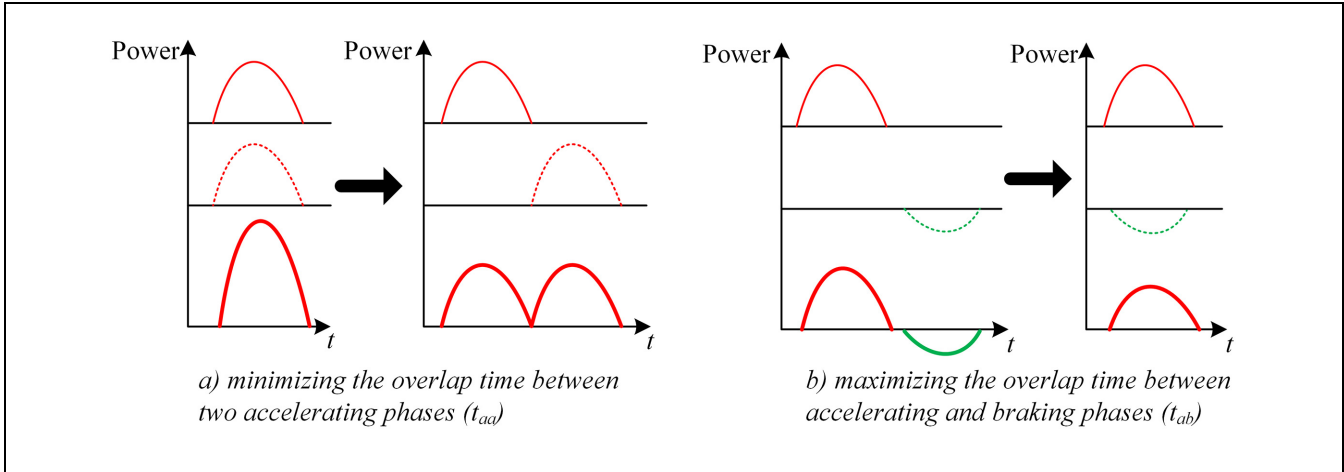 Power
Power
t
t
a) minimizing the overlap time between
two accelerating phases (taa)
Power
Power
t
t
b) maximizing the overlap time between
accelerating and braking phases (tab)